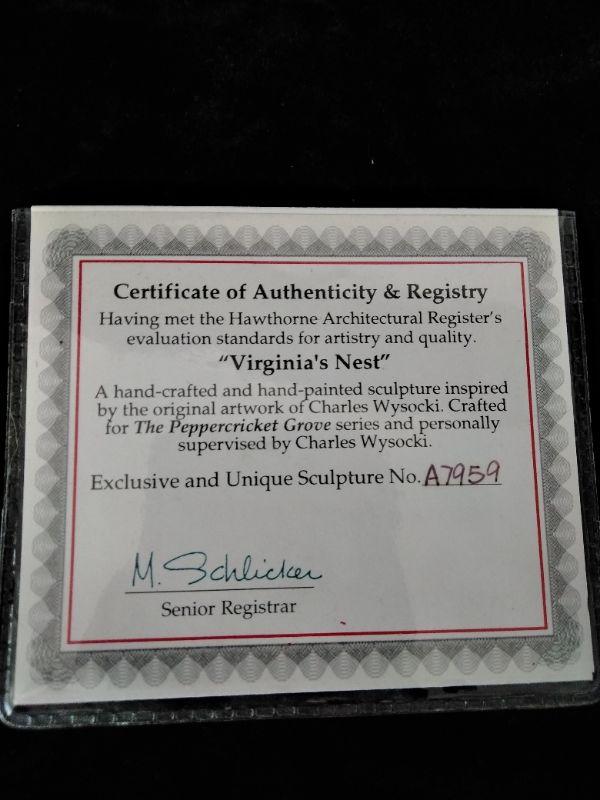 Certificate of Authenticity & Registry
Having met the Hawthorne Architectural Register's
evaluation standards for artistry and quality.
"Virginia's Nest"
A hand-crafted and hand-painted sculpture inspired
by the original artwork of Charles Wysocki. Crafted
for The Peppercricket Grove series and personally
supervised by Charles Wysocki.
Exclusive and Unique Sculpture No. A7959
M. Schlicker
Senior Registrar